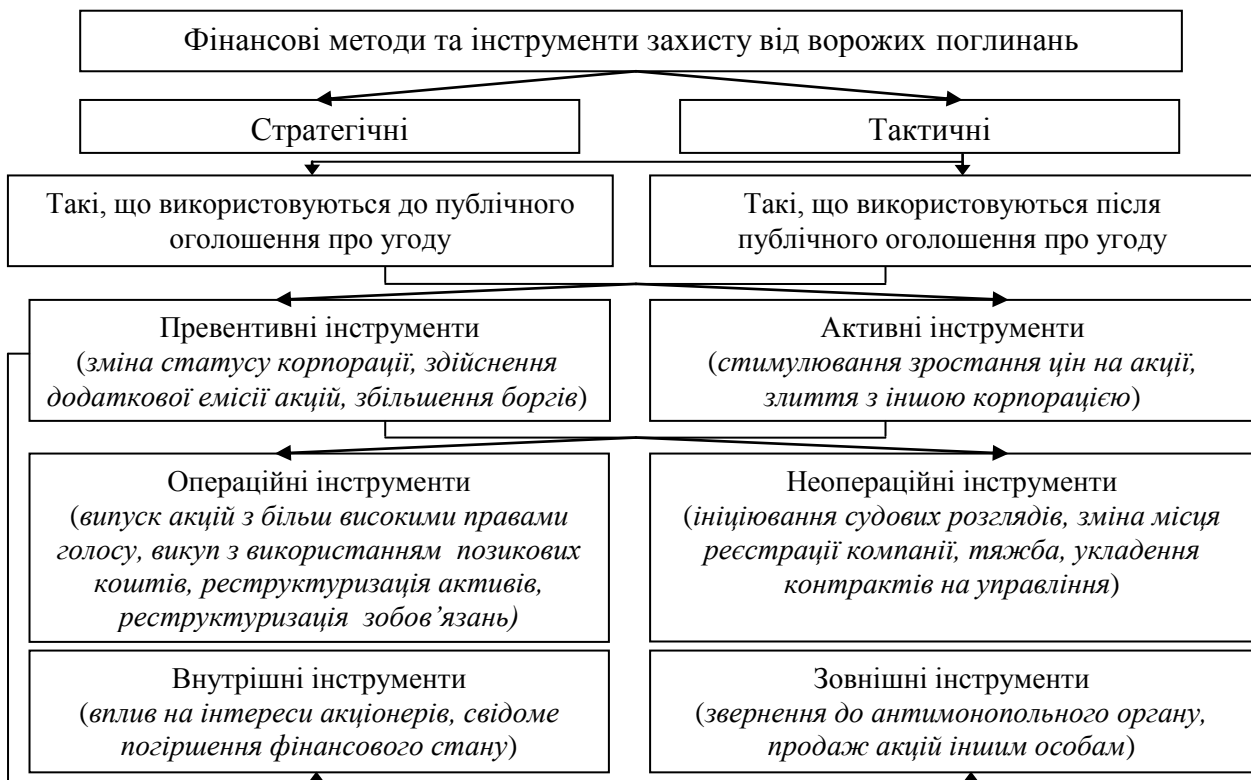 Фінансові методи та інструменти захисту від ворожих поглинань
Стратегічні
Тактичні
Такі, що використовуються до публічного
оголошення про угоду
Такі, що використовуються після
публічного оголошення про угоду
Превентивні інструменти
(зміна статусу корпорації, здійснення
додаткової емісії акцій, збільшення боргів)
Активні інструменти
(стимулювання зростання цін на акції,
злиття з іншою корпорацією)
Операційні інструменти
(випуск акцій з більш високими правами
голосу, викуп з використанням позикових
коштів, реструктуризація активів,
реструктуризація зобов’язань)
Неопераційні інструменти
(ініціювання судових розглядів, зміна місця
реєстрації компанії, тяжба, укладення
контрактів на управління)
Внутрішні інструменти
(вплив на інтереси акціонерів, свідоме
погіршення фінансового стану)
Зовнішні інструменти
(звернення до антимонопольного органу,
продаж акцій іншим особам)